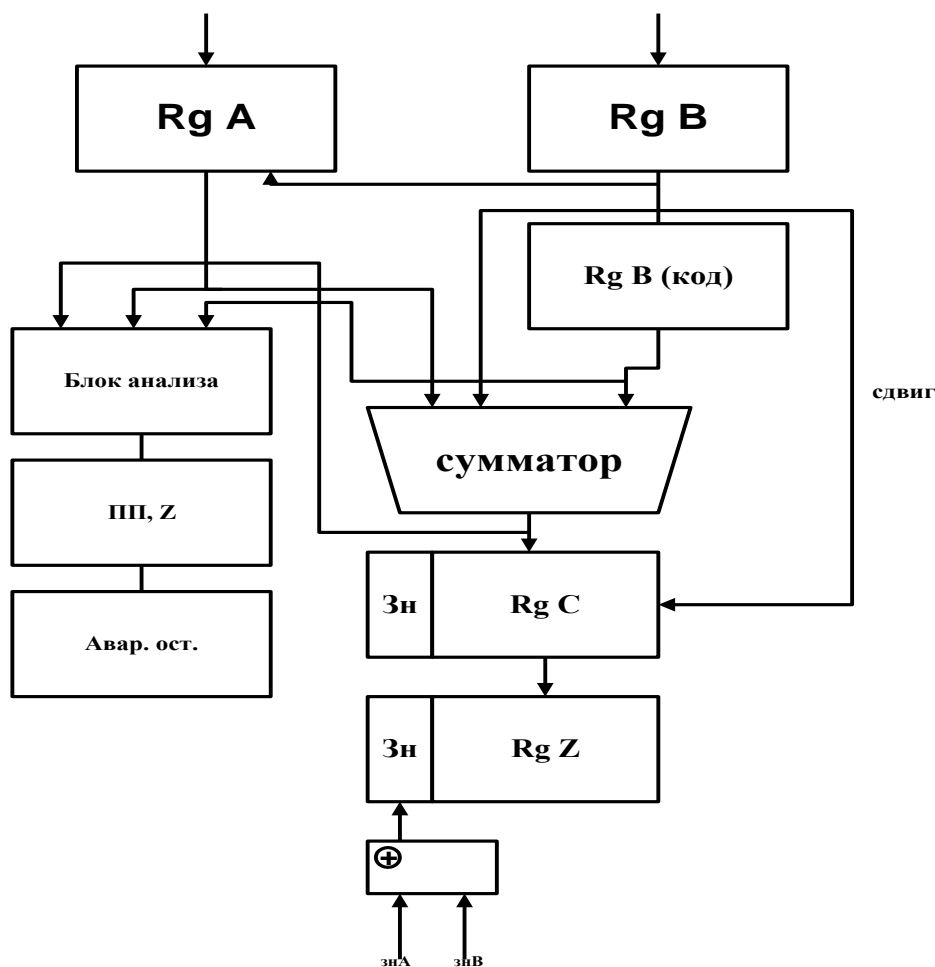 Rg A
Rg B
Rg В (код)
Блок анализа
сдвиг
сумматор
ПП, Z
Зн
Rg C
Авар. ост.
Зн
Rg Z
знА
знВ